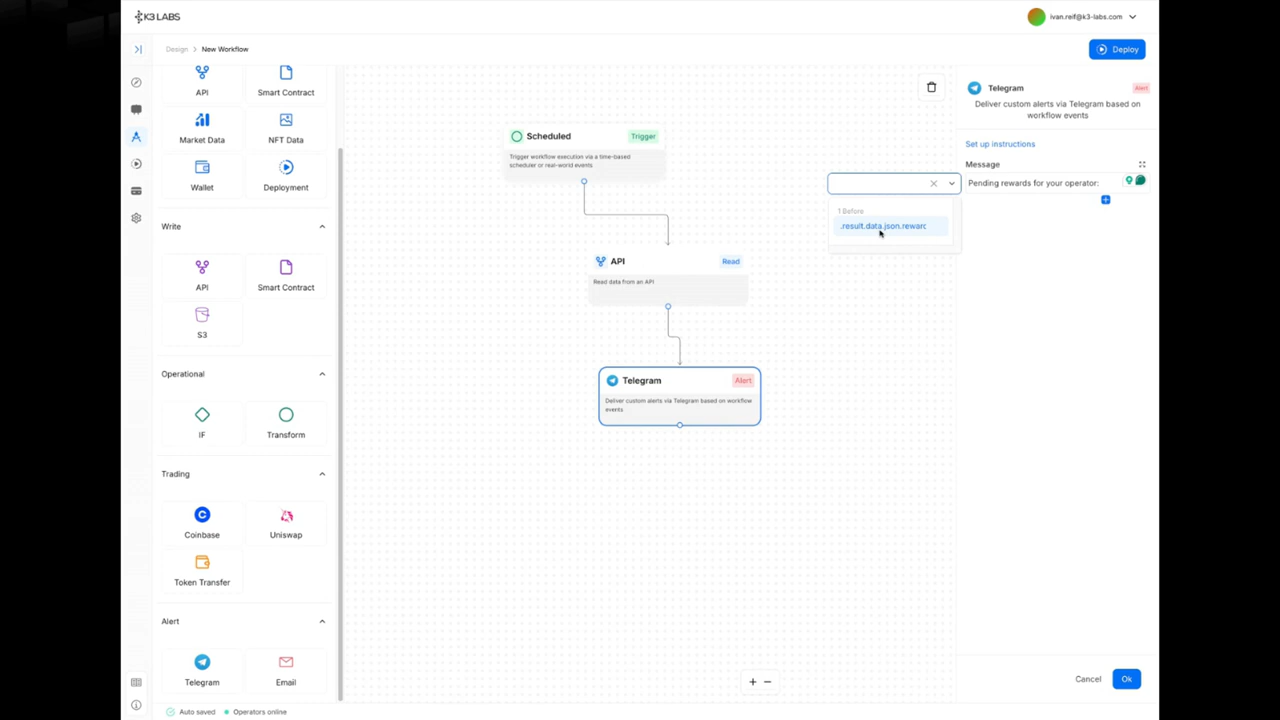 K3 LABS
ivan.reif@k3-labs.com
Design > New Workflow
Deploy
API
Smart Contract
Market Data
NFT Data
Wallet
Deployment
Write
API
Smart Contract
S3
Operational
IF
Transform
Trading
Coinbase
Uniswap
Token Transfer
Alert
Telegram
Email
Auto saved
Operators online
Scheduled
Trigger
Trigger workflow execution via a time-based
scheduler or real-world events
API
Read
Read data from an API
Telegram
Alert
Deliver custom alerts via Telegram based on workflow
events
1 Before
.result.data.json.reward
Telegram
Alert
Deliver custom alerts via Telegram based on
workflow events
Set up instructions
Message
Pending rewards for your operator:
Cancel
Ok